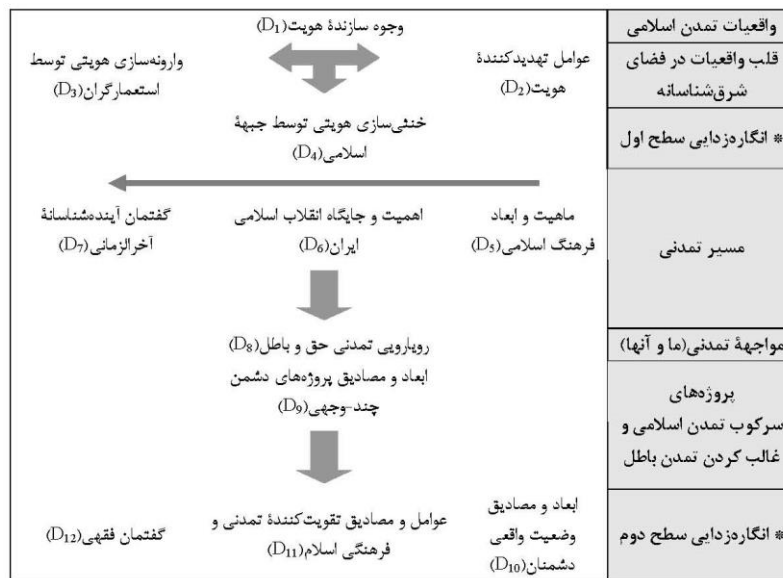 واقعیات تمدن اسلامی
وجوه سازندهٔ هویت(D1)
قلب واقعیات در فضای
شرق‌شناسانه
عوامل تهدیدکنندهٔ
هویت(D2)
وارونه‌سازی هویتی توسط
استعمارگران(D3)
* انگاره‌زدایی سطح اول
خنثی‌سازی هویتی توسط جبههٔ
اسلامی(D4)
مسیر تمدنی
ماهیت و ابعاد
فرهنگ اسلامی(D5)
اهمیت و جایگاه انقلاب اسلامی
ایران(D6)
گفتمان آینده‌شناسانهٔ
آخرالزمانی(D7)
مواجههٔ تمدنی(ما و آنها)
رویارویی تمدنی حق و باطل(D8)
پروژه‌های
سرکوب تمدن اسلامی و
غالب کردن تمدن باطل
ابعاد و مصادیق پروژه‌های دشمن
چند-وجهی(D9)
* انگاره‌زدایی سطح دوم
ابعاد و مصادیق
وضعیت واقعی
دشمنان(D10)
عوامل و مصادیق تقویت‌کنندهٔ تمدنی و
فرهنگی اسلام(D11)
گفتمان فقهی(D12)